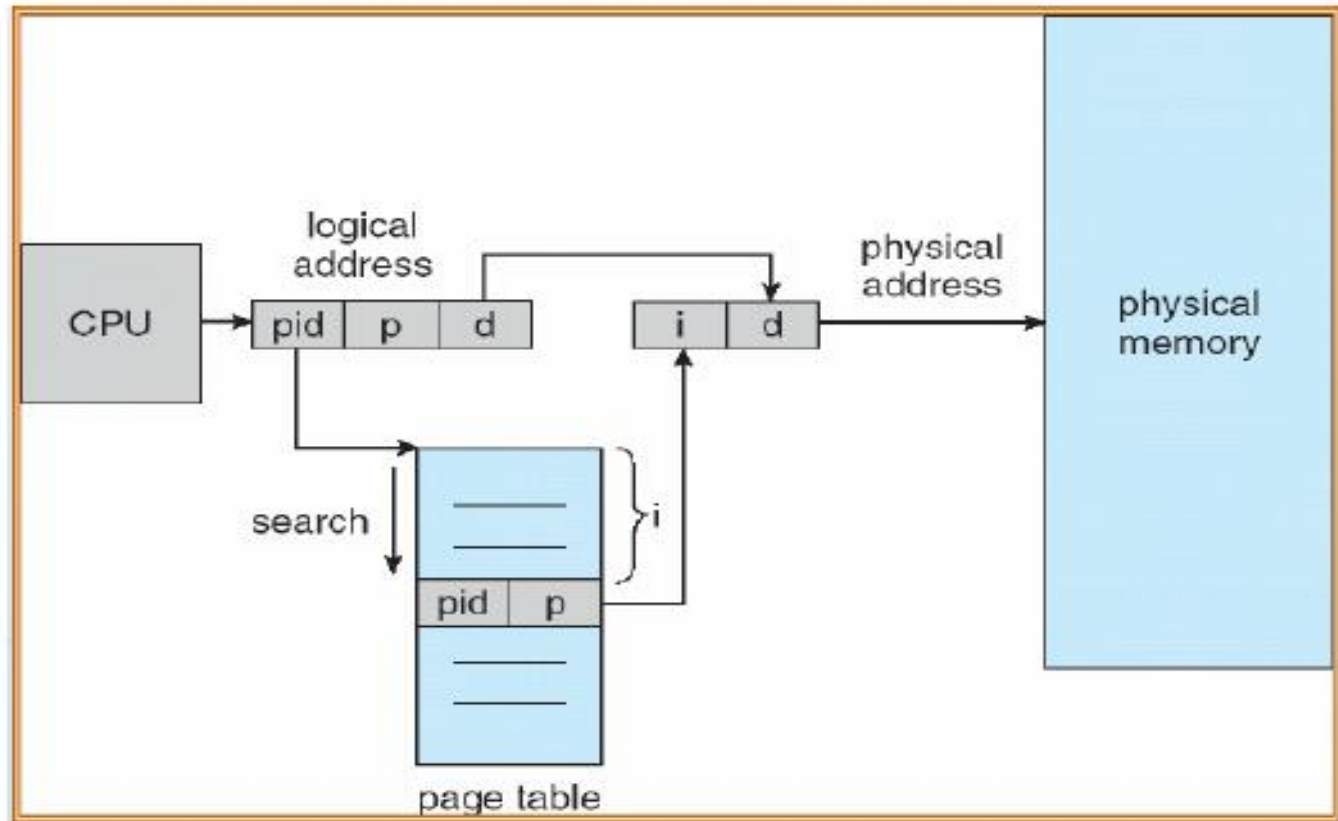 logical
address
physical
address
CPU
pid p d
i d
physical
memory
search
i
pid p
page table